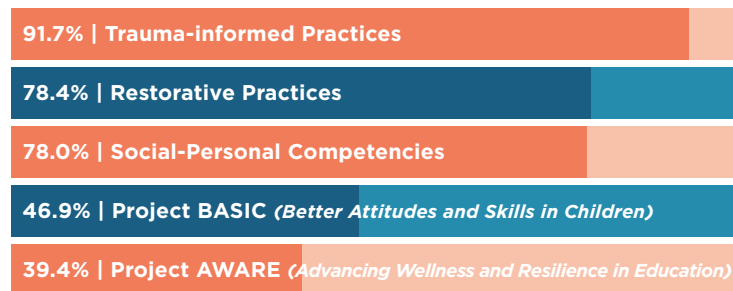 91.7% | Trauma-informed Practices
78.4% | Restorative Practices
78.0% | Social-Personal Competencies
46.9% | Project BASIC (Better Attitudes and Skills in Children)
39.4% | Project AWARE (Advancing Wellness and Resilience in Education)